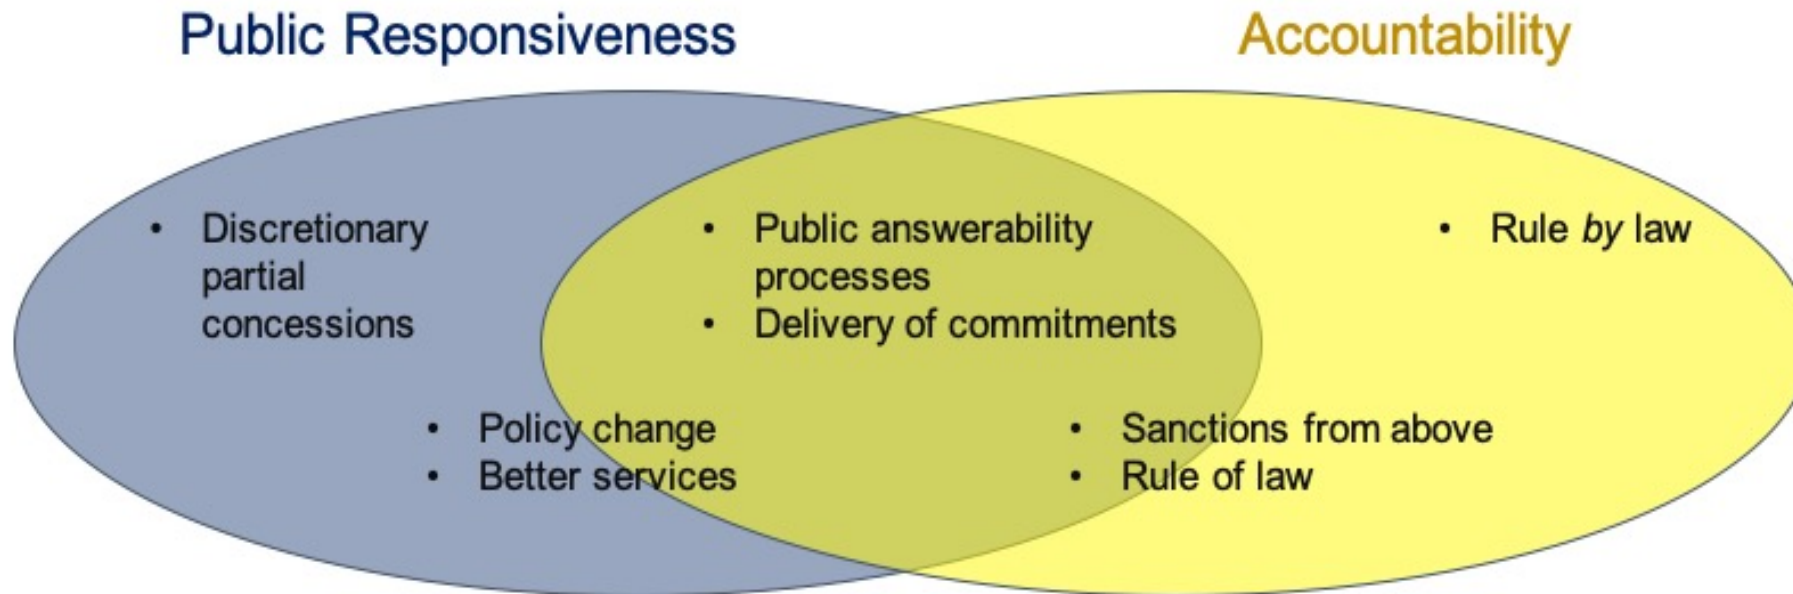 Public Responsiveness
Accountability
• Discretionary
partial
concessions
• Public answerability
processes
• Delivery of commitments
• Rule by law
• Policy change
• Better services
• Sanctions from above
• Rule of law